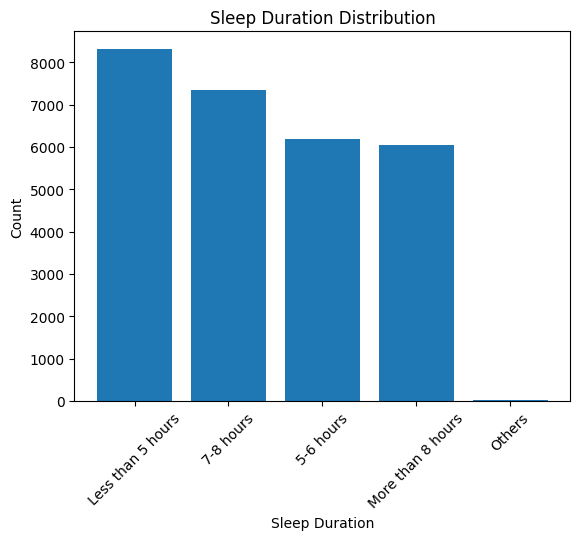 Sleep Duration Distribution
8000
7000
6000
5000
4000
3000
2000
1000
0
Count
Less than 5 hours
7-8 hours
5-6 hours
More than 8 hours
Others
Sleep Duration